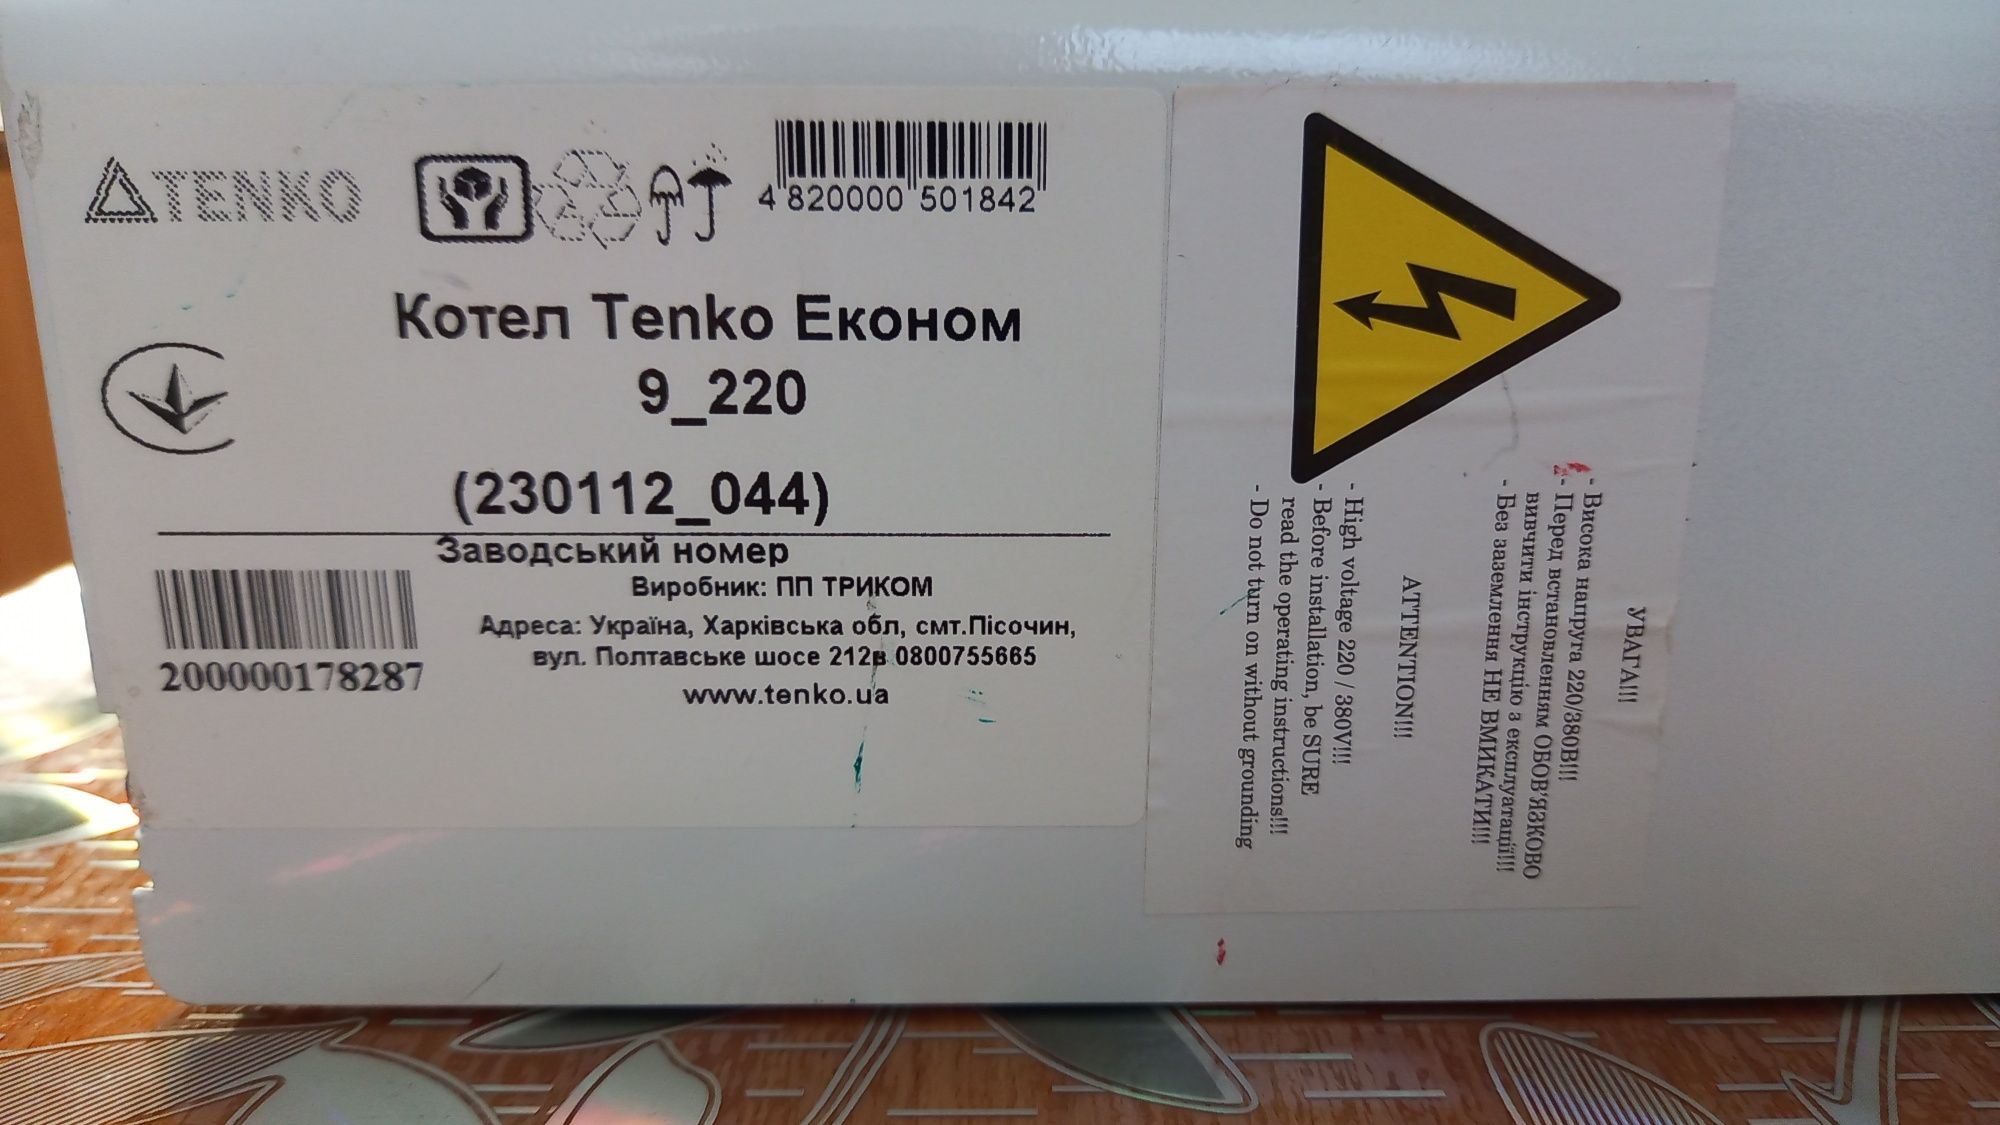 TENKO
4 820000 501842
Котел Tenko Економ
9_220
(230112_044)
Заводський номер
Виробник: ПП ТРИКОМ
Адреса: Україна, Харківська обл, смт.Пісочин,
вул. Полтавське шосе 212в 0800755665
www.tenko.ua
200000178287
УВАГА!!!
- Висока напруга 220/380В!!!
- Перед встановленням ОБОВ'ЯЗКОВО
вивчити інструкцію з експлуатації!!!
- Без заземлення НЕ ВМИКАТИ!!!
ATTENTION!!!
- High voltage 220 / 380V!!!
- Before installation, be SURE
read the operating instructions!!!
- Do not turn on without grounding